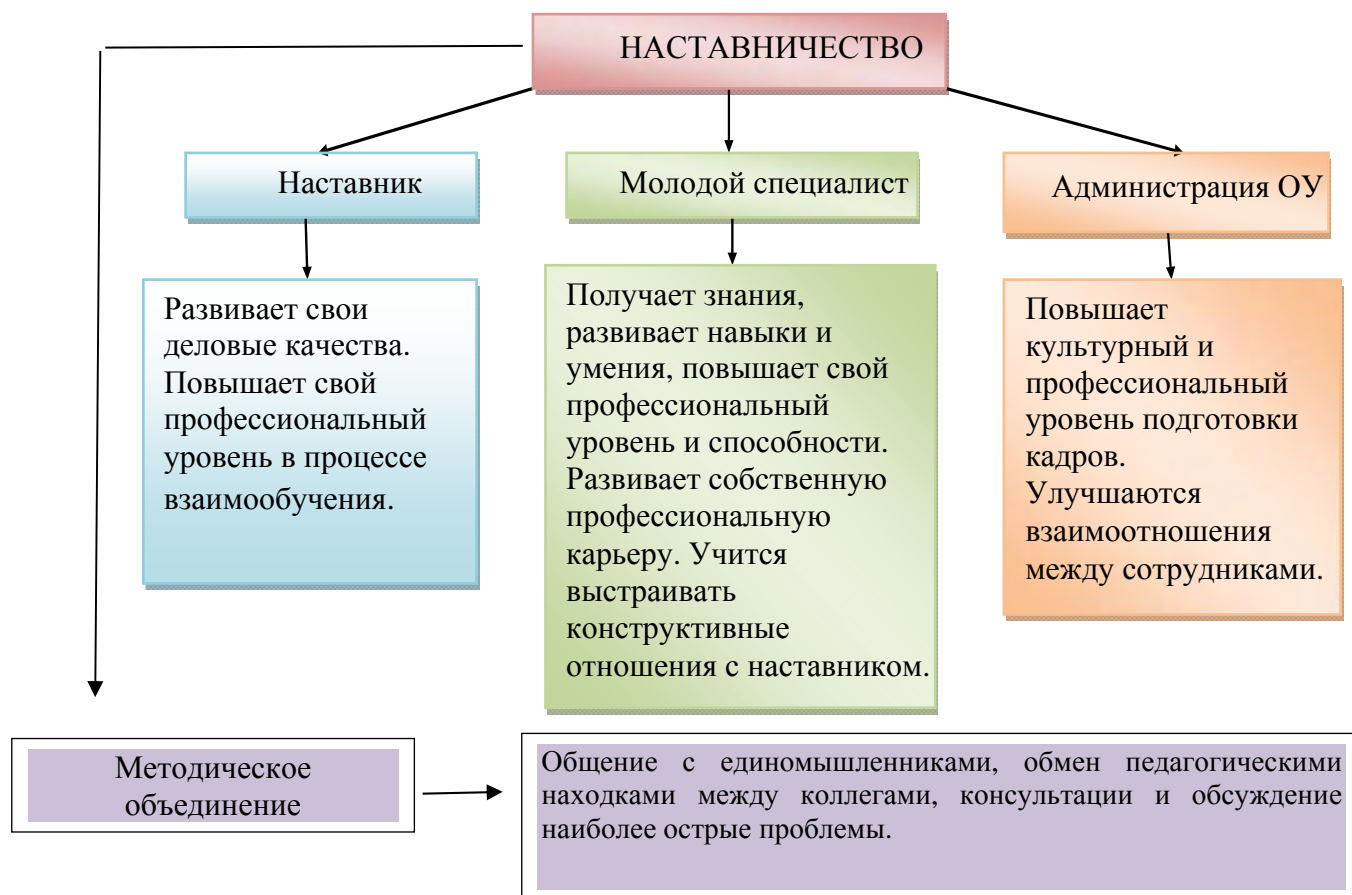 НАСТАВНИЧЕСТВО
Наставник
Молодой специалист
Администрация ОУ
Развивает свои
деловые качества.
Повышает свой
профессиональный
уровень в процессе
взаимообучения.
Получает знания,
развивает навыки и
умения, повышает свой
профессиональный
уровень и способности.
Развивает собственную
профессиональную
карьеру. Учится
выстраивать
конструктивные
отношения с наставником.
Повышает
культурный и
профессиональный
уровень подготовки
кадров.
Улучшаются
взаимоотношения
между сотрудниками.
Методическое
объединение
Общение с единомышленниками, обмен педагогическими
находками между коллегами, консультации и обсуждение
наиболее острые проблемы.